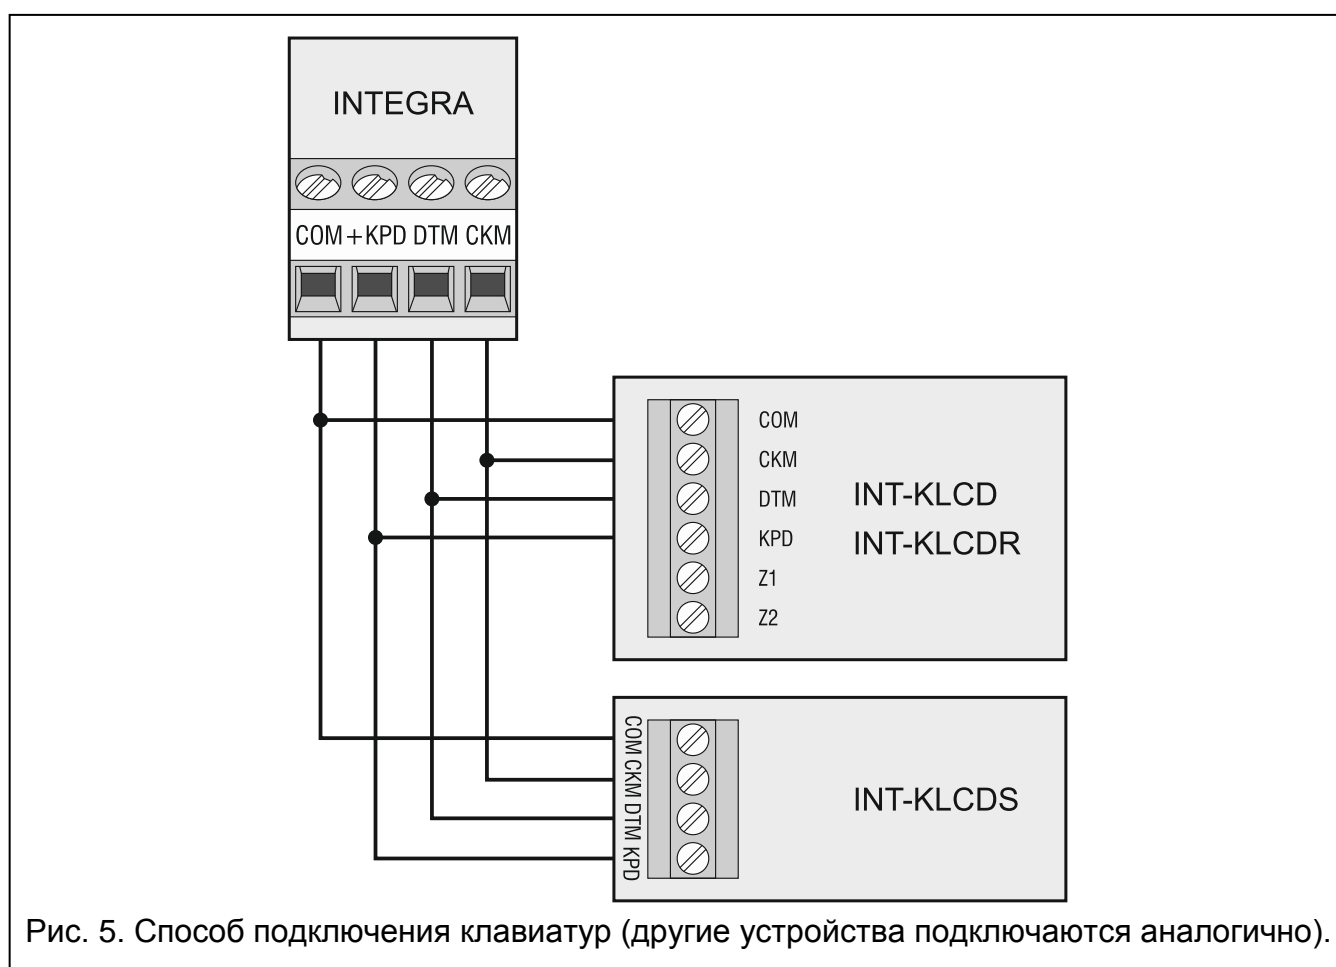 INTEGRA
COM +KPD DTM CKM
COM
CKM
DTM
KPD
Z1
Z2
INT-KLCD
INT-KLCDR
COM CKM DTM KPD
INT-KLCDS
Рис. 5. Способ подключения клавиатур (другие устройства подключаются аналогично).